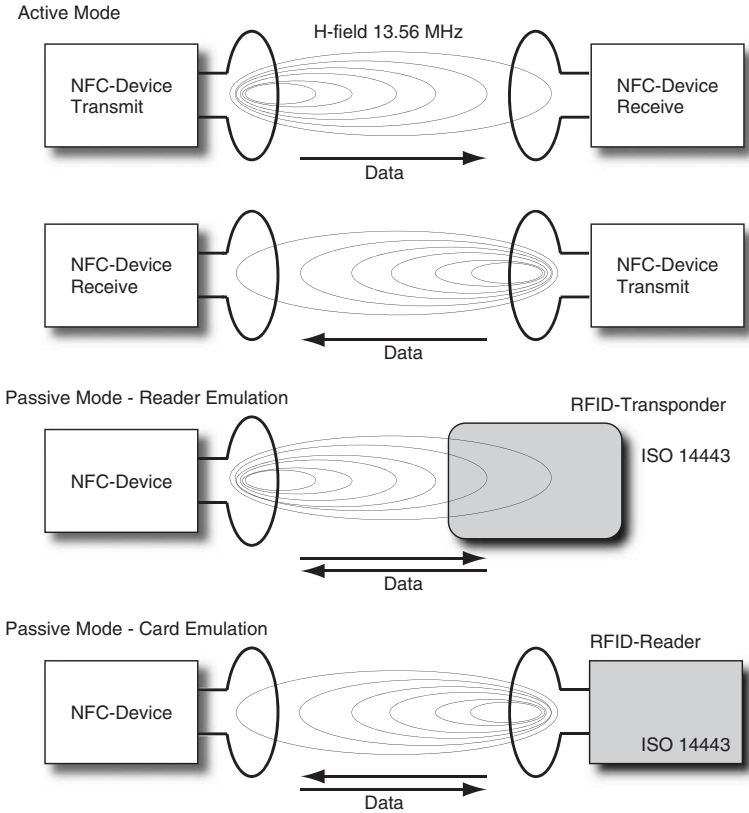 Active Mode
H-field 13.56 MHz
NFC-Device
Transmit
NFC-Device
Receive
Data
NFC-Device
Receive
NFC-Device
Transmit
Data
Passive Mode - Reader Emulation
RFID-Transponder
NFC-Device
ISO 14443
Data
Passive Mode - Card Emulation
RFID-Reader
NFC-Device
ISO 14443
Data